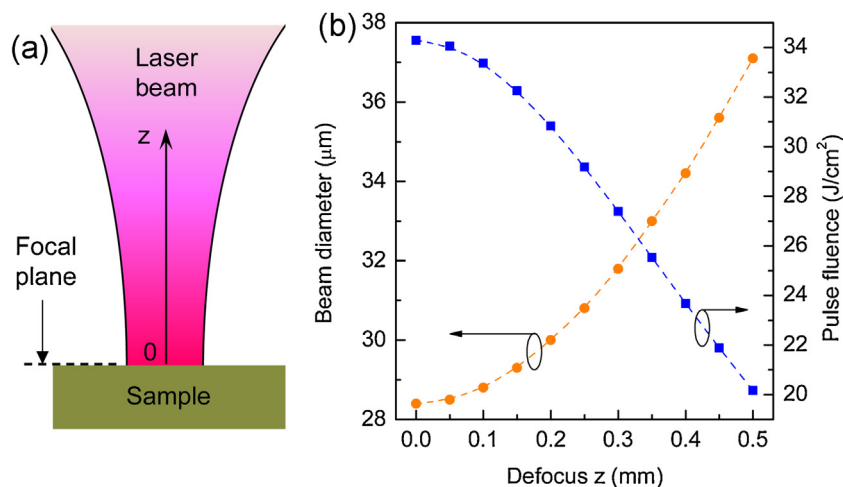 (a)
Laser
beam
z
Focal
plane
0
Sample
(b)
Beam diameter (μm)
38
36
34
32
30
28
0.0 0.1 0.2 0.3 0.4 0.5
Defocus z (mm)
34
32
30
28
26
24
22
20
Pulse fluence (J/cm²)